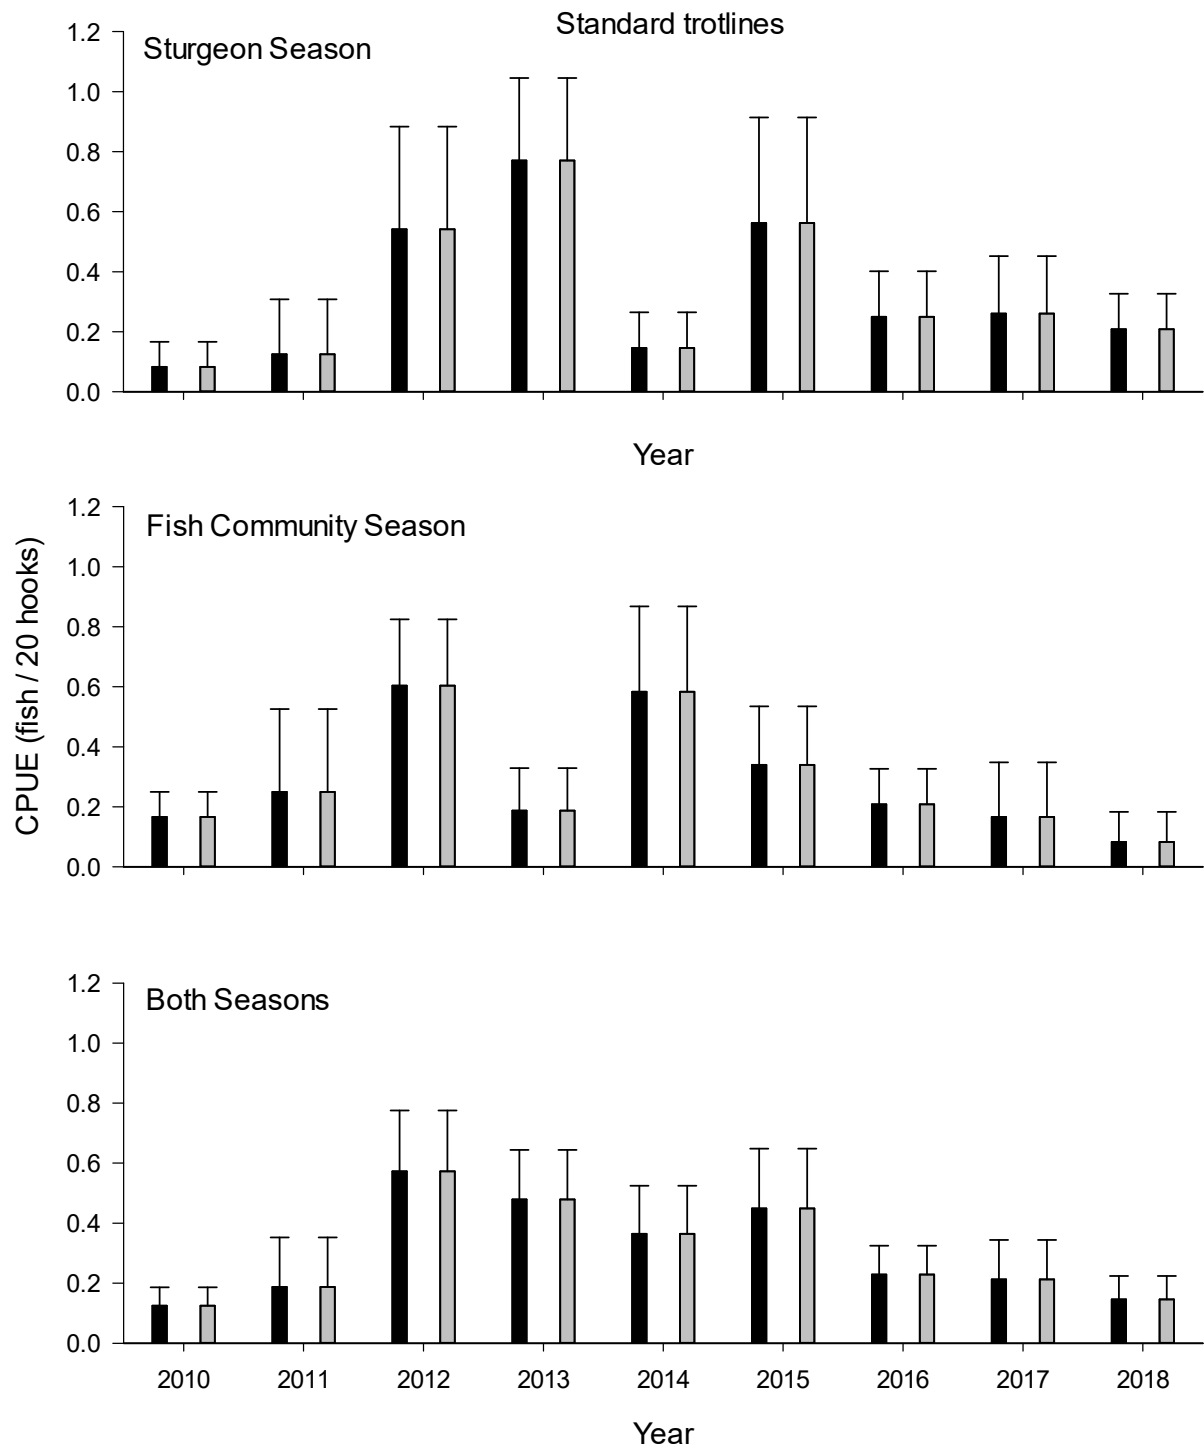 Standard trotlines
Sturgeon Season
1.2
1.0
0.8
0.6
0.4
0.2
0.0
Year
CPUE (fish / 20 hooks)
Fish Community Season
1.2
1.0
0.8
0.6
0.4
0.2
0.0
Both Seasons
1.2
1.0
0.8
0.6
0.4
0.2
0.0
2010 2011 2012 2013 2014 2015 2016 2017 2018
Year